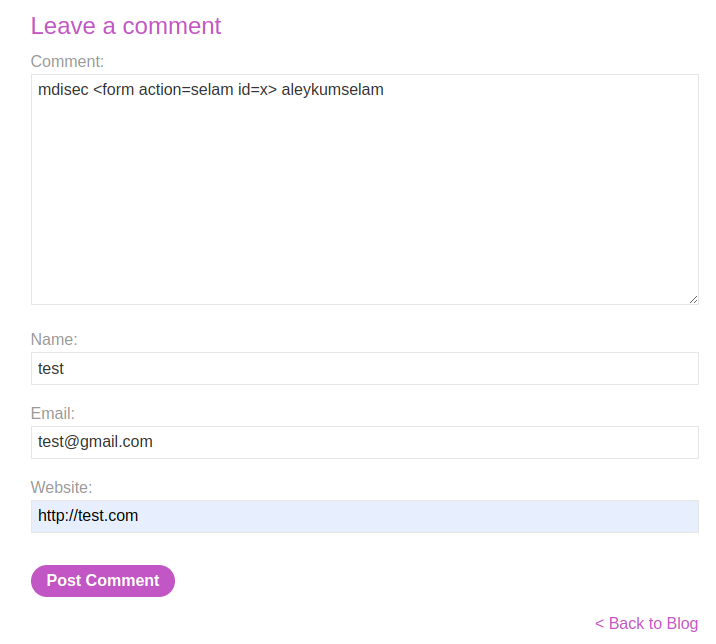 Leave a comment
Comment:
mdisec <form action=selam id=x> aleykumselam
Name:
test
Email:
test@gmail.com
Website:
http://test.com
Post Comment
< Back to Blog